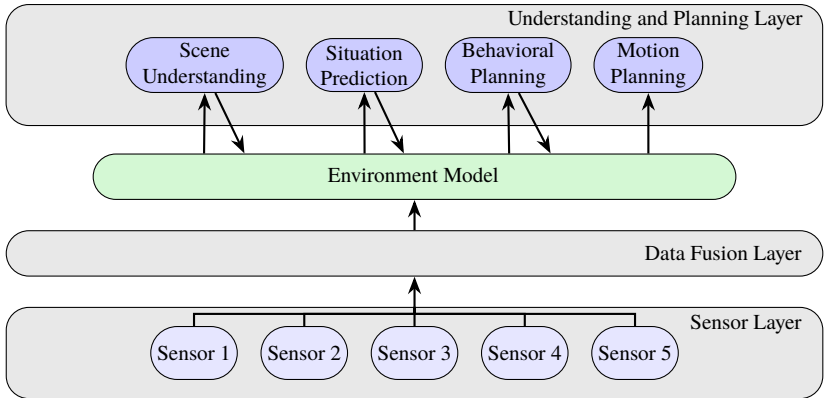 Understanding and Planning Layer
Scene
Understanding
Situation
Prediction
Behavioral
Planning
Motion
Planning
Environment Model
Data Fusion Layer
Sensor Layer
Sensor 1
Sensor 2
Sensor 3
Sensor 4
Sensor 5